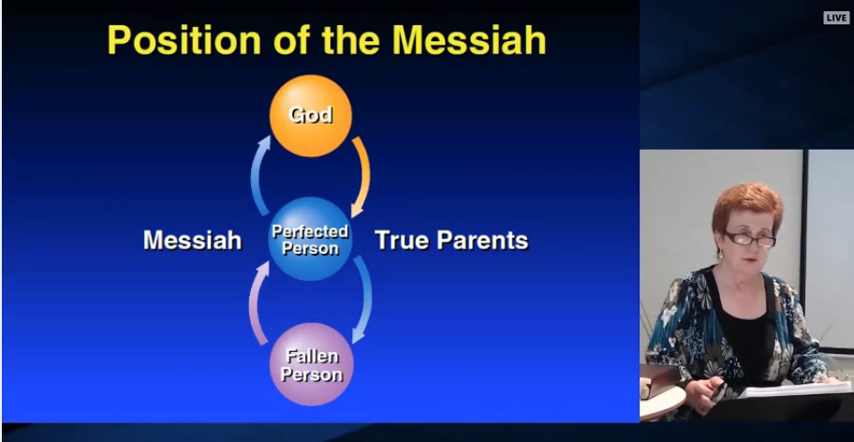 LIVE
Position of the Messiah
God
Messiah
Perfected
Person
True Parents
Fallen
Person